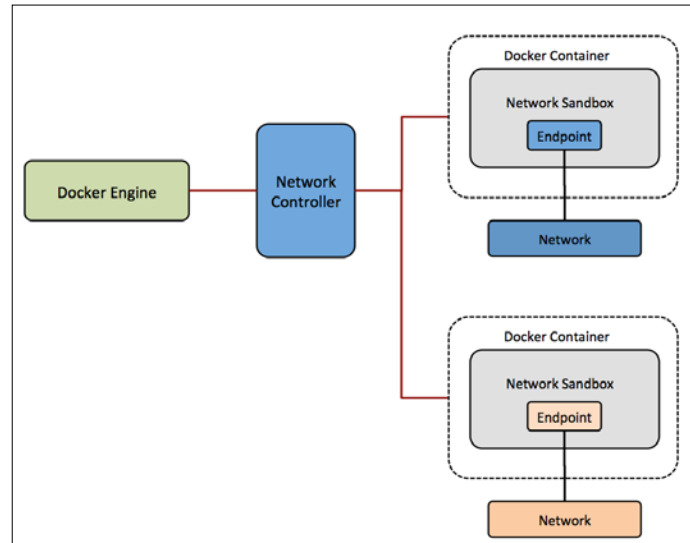 Docker Engine
Network
Controller
Docker Container
Network Sandbox
Endpoint
Network
Docker Container
Network Sandbox
Endpoint
Network